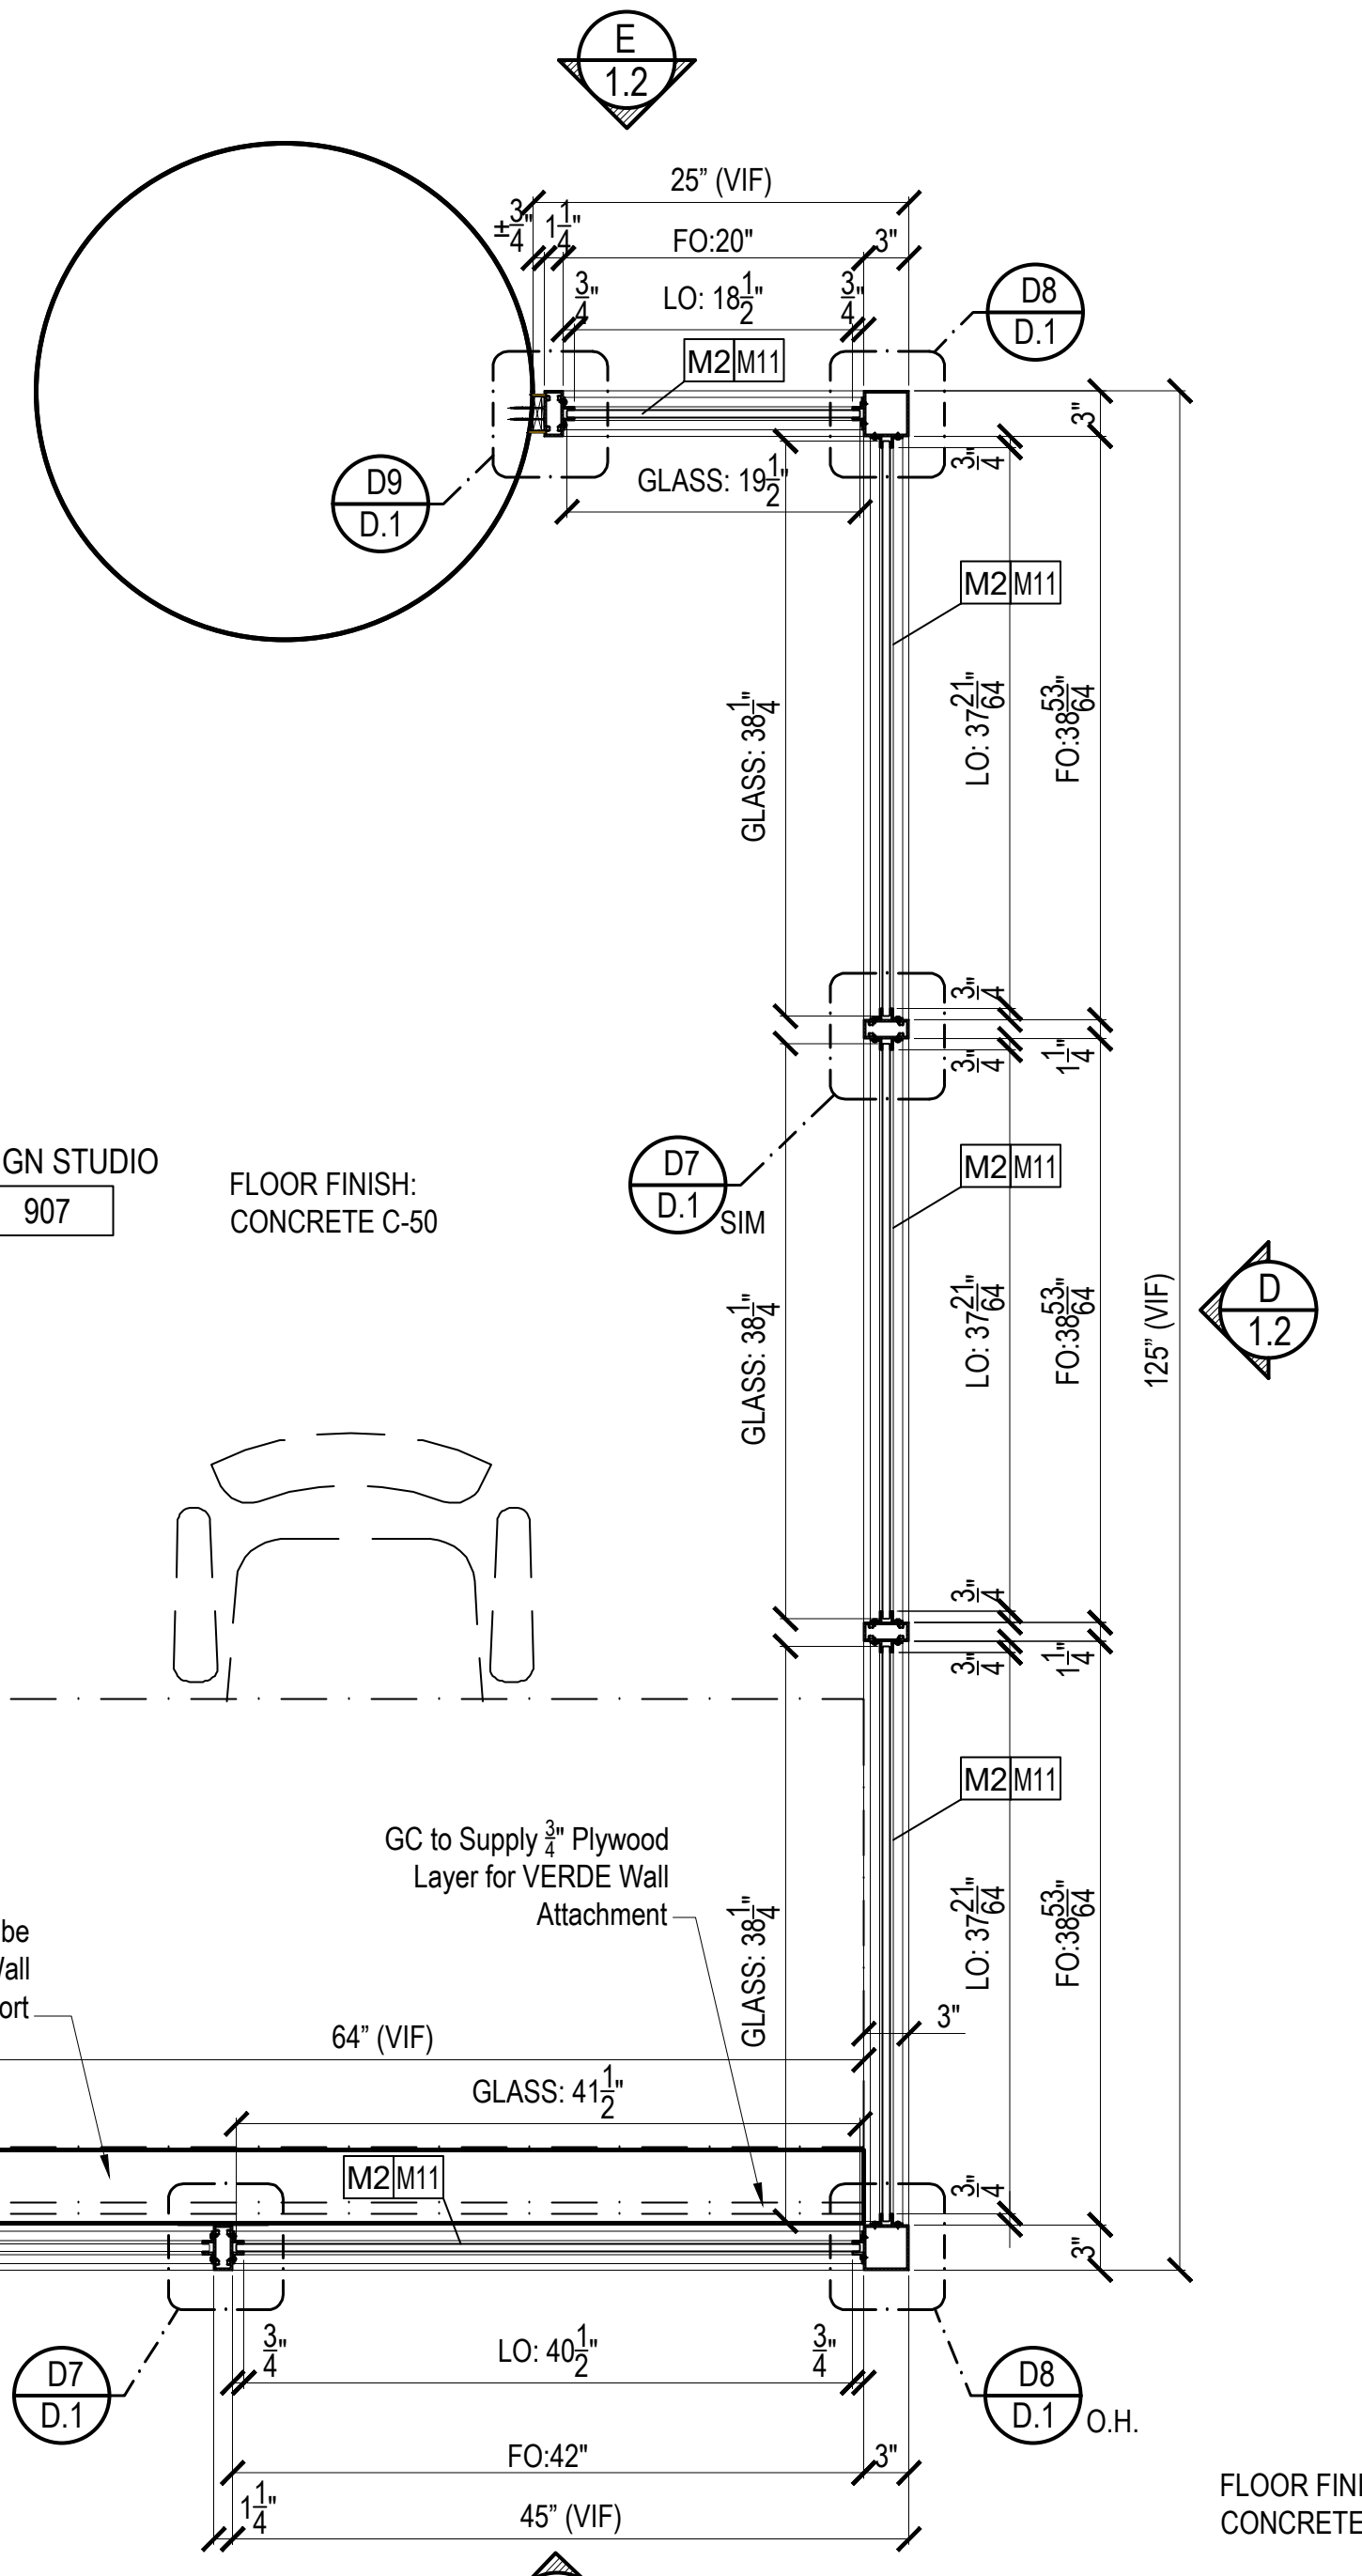 E
1.2
25” (VIF)
±3/4"
1 1/4"
FO:20"
3"
3/4"
LO: 18 1/2"
3/4"
D8
D.1
M2 M11
3"
3/4"
GLASS: 19 1/2"
D9
D.1
M2 M11
GLASS: 38 1/4"
LO: 37 21/64"
FO:38 53/64"
3/4"
3/4"
1 1/4"
D7
D.1
SIM
M2 M11
GN STUDIO
907
FLOOR FINISH:
CONCRETE C-50
GLASS: 38 1/4"
LO: 37 21/64"
FO:38 53/64"
125” (VIF)
D
1.2
3/4"
3/4"
1 1/4"
M2 M11
GC to Supply 3/4" Plywood
Layer for VERDE Wall
Attachment
GLASS: 38 1/4"
LO: 37 21/64"
FO:38 53/64"
be
Wall
ort
3"
64” (VIF)
GLASS: 41 1/2"
M2 M11
3/4"
3"
3/4"
LO: 40 1/2"
3/4"
D7
D.1
D8
D.1
O.H.
FO:42"
3"
1 1/4"
45” (VIF)
FLOOR FINI
CONCRETE